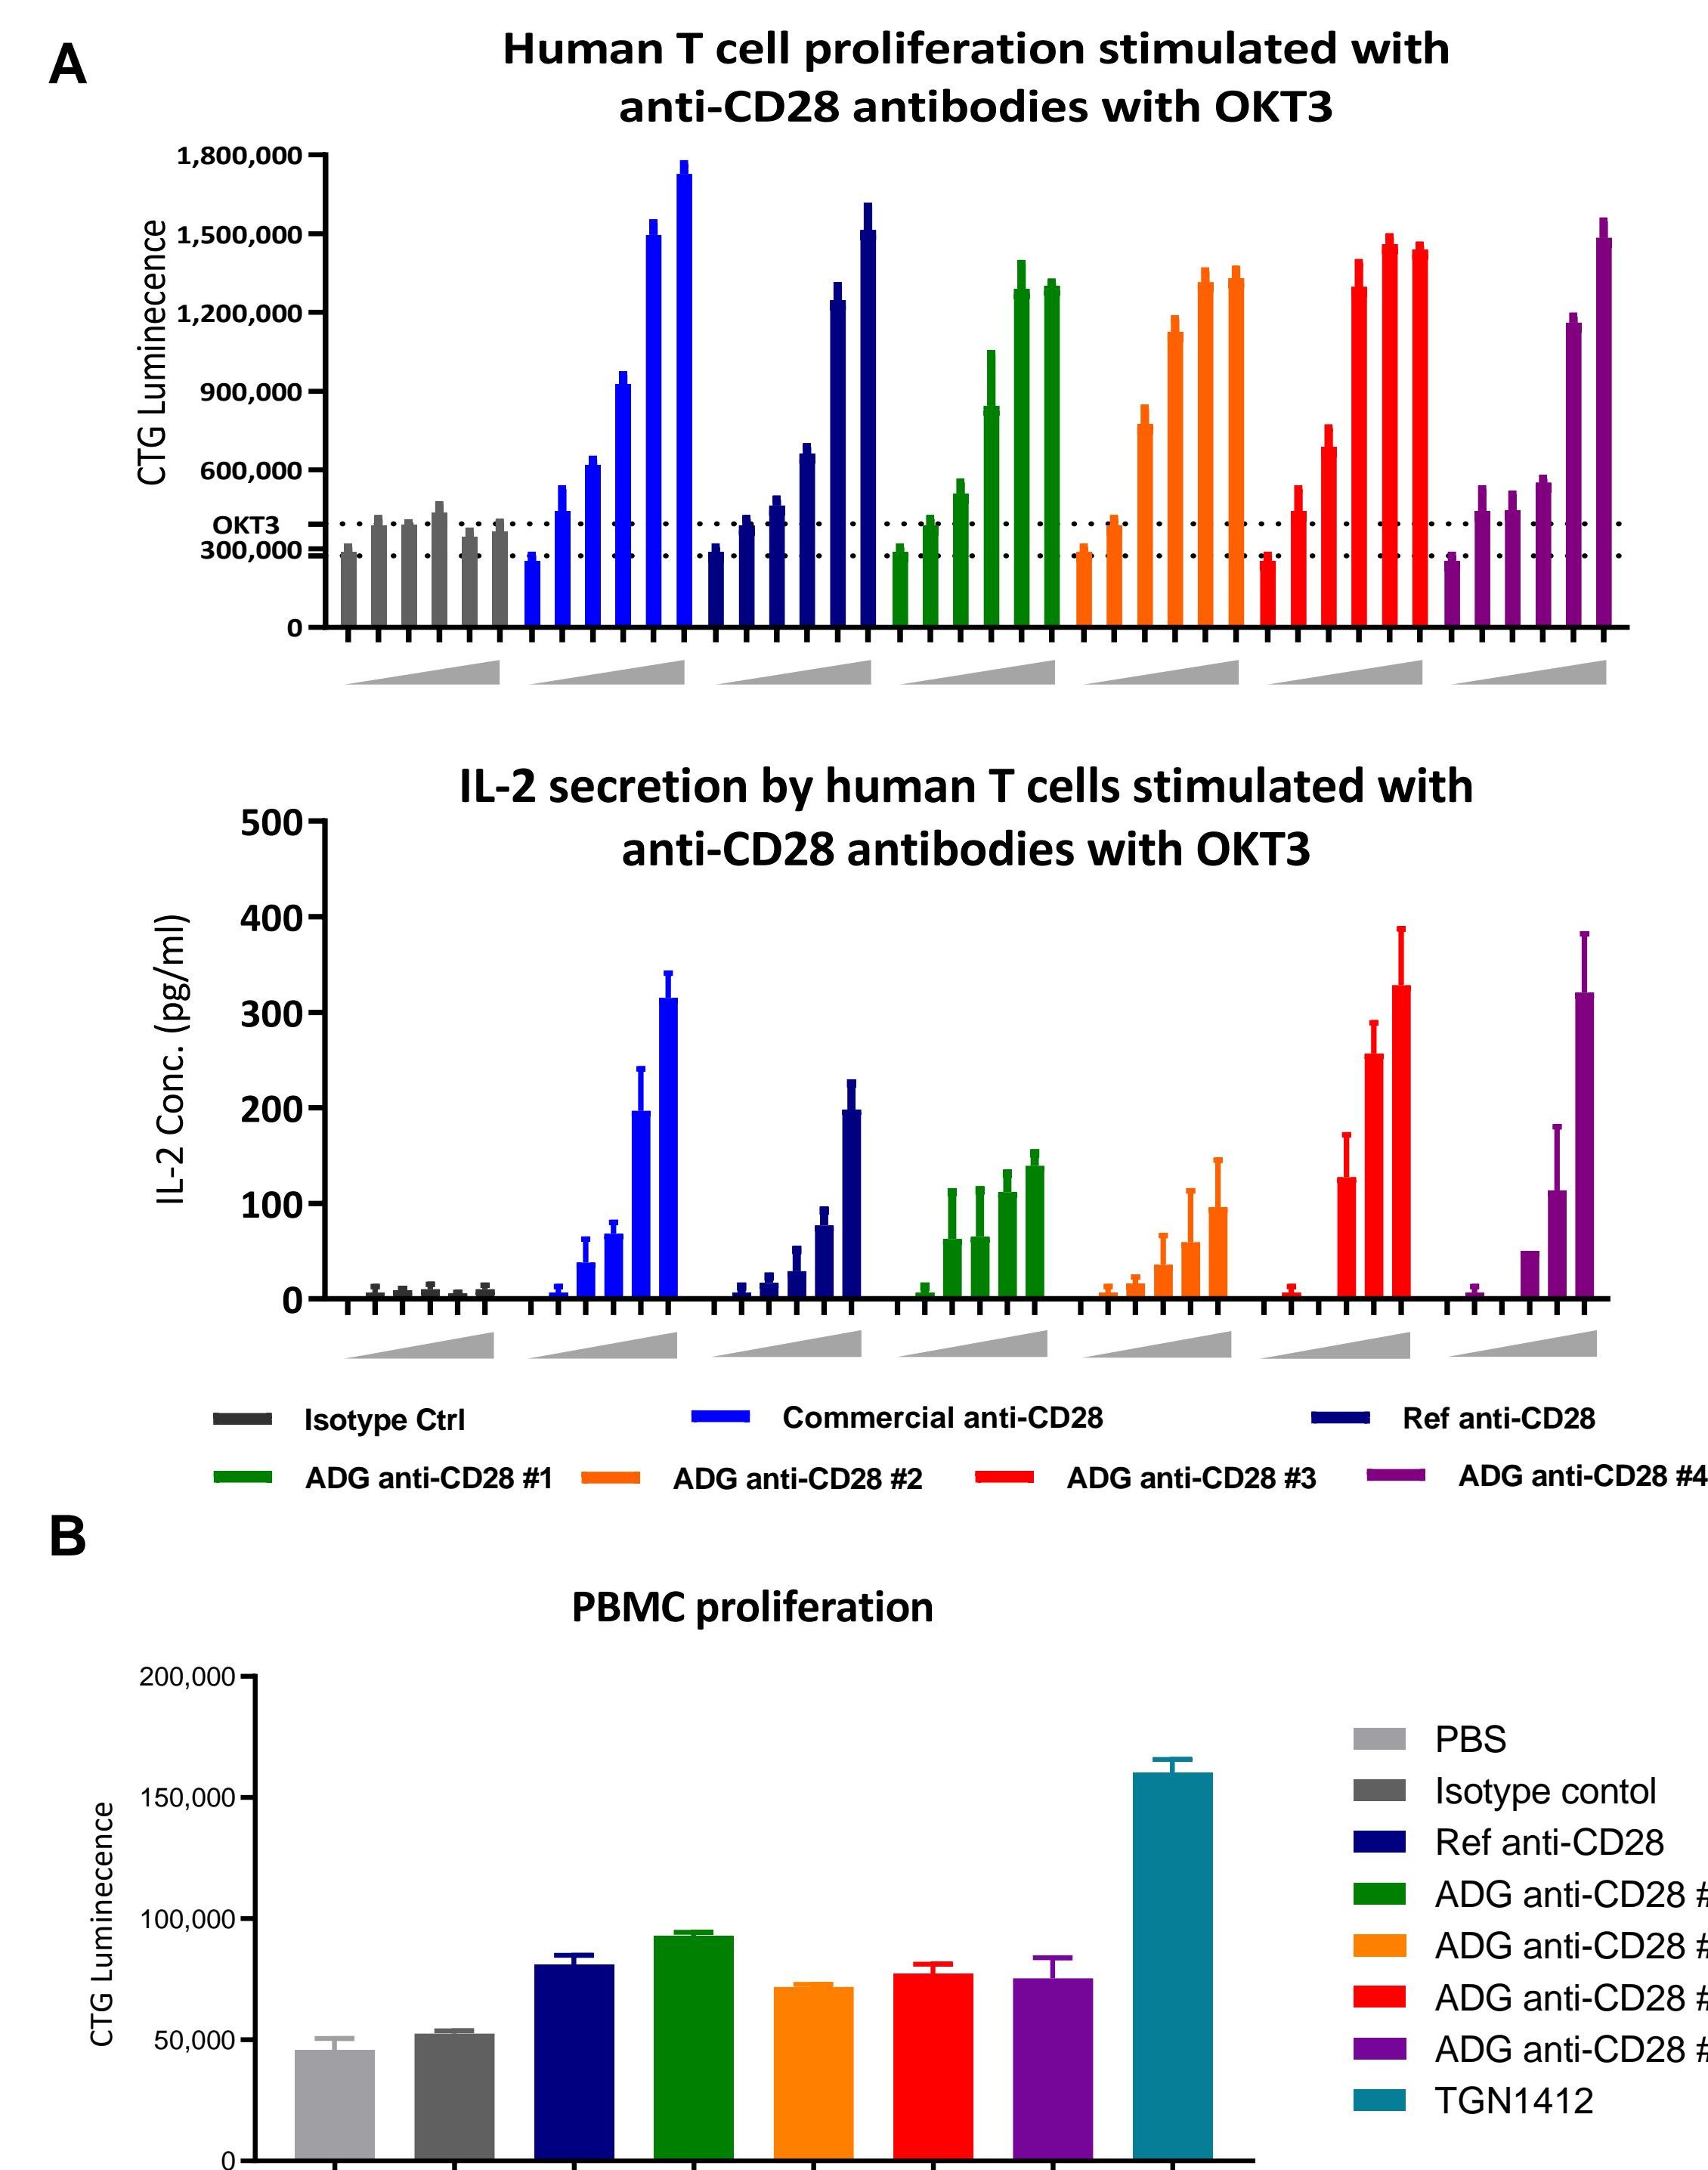 A
Human T cell proliferation stimulated with
anti-CD28 antibodies with OKT3
CTG Luminecence
1,800,000
1,500,000
1,200,000
900,000
600,000
OKT3
300,000
0
IL-2 secretion by human T cells stimulated with
anti-CD28 antibodies with OKT3
IL-2 Conc. (pg/ml)
500
400
300
200
100
0
Isotype Ctrl
Commercial anti-CD28
Ref anti-CD28
ADG anti-CD28 #1
ADG anti-CD28 #2
ADG anti-CD28 #3
ADG anti-CD28 #4
B
PBMC proliferation
CTG Luminecence
200,000
150,000
100,000
50,000
0
PBS
Isotype contol
Ref anti-CD28
ADG anti-CD28 #
ADG anti-CD28 #
ADG anti-CD28 #
ADG anti-CD28 #
TGN1412